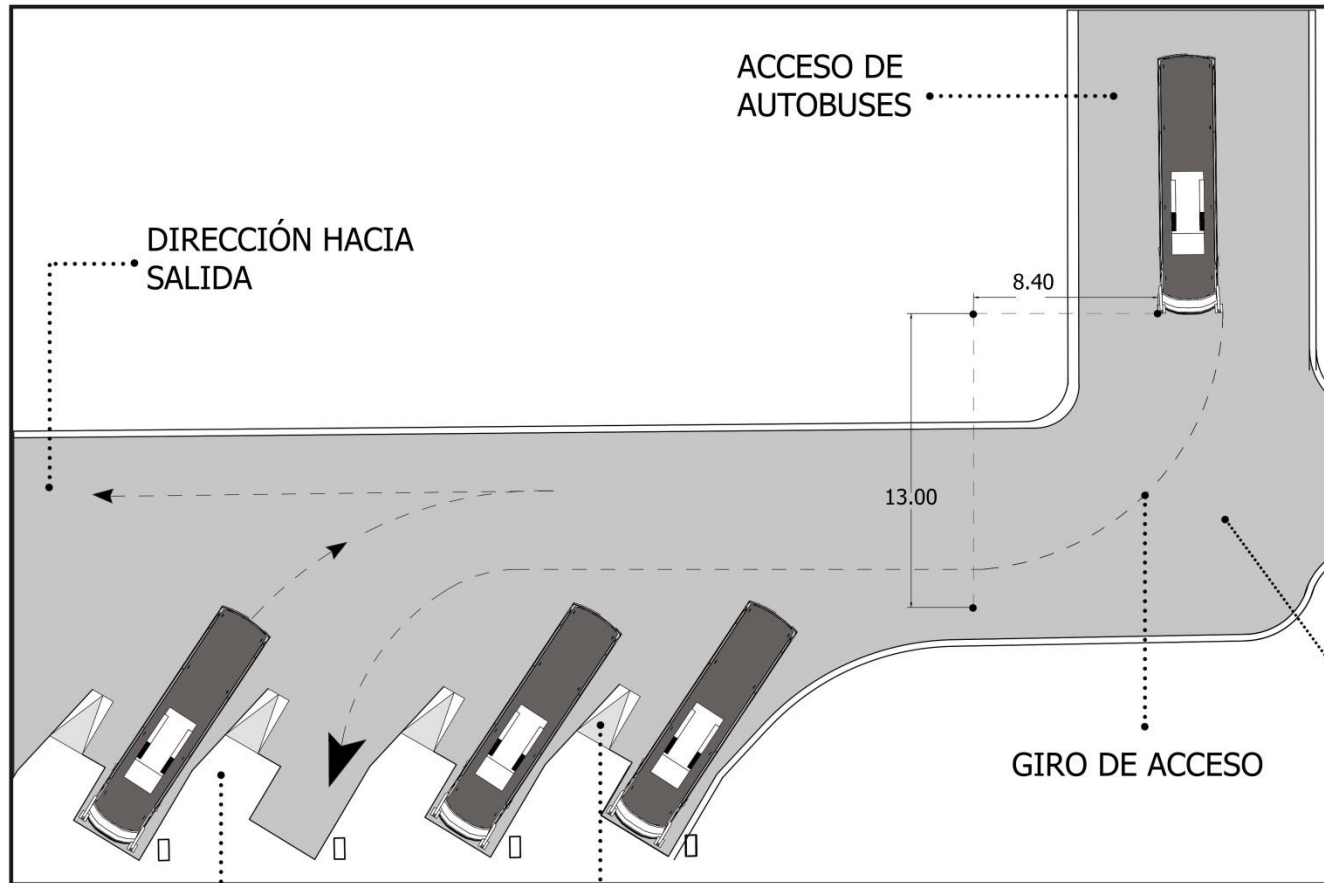 ACCESO DE
AUTOBUSES
DIRECCIÓN HACIA
SALIDA
8.40
13.00
GIRO DE ACCESO